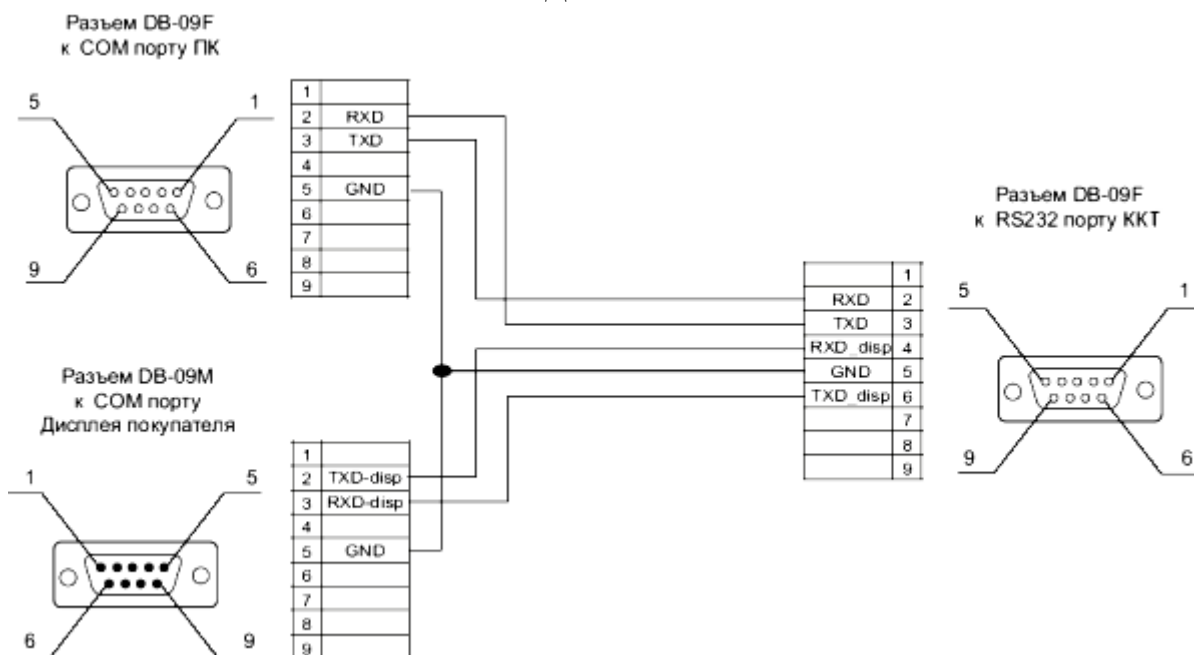 Разъем DB-09F
к COM порту ПК
5
1
9
6
1
2 RXD
3 TXD
4
5 GND
6
7
8
9
Разъем DB-09F
к RS232 порту ККТ
1
RXD 2
TXD 3
RXD_disp 4
GND 5
TXD_disp 6
7
8
9
5
1
9
6
Разъем DB-09M
к COM порту
Дисплея покупателя
1
5
6
9
1
2 TXD-disp
3 RXD-disp
4
5 GND
6
7
8
9